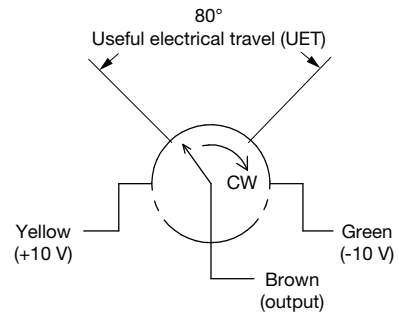 80°
Useful electrical travel (UET)
CW
Yellow
(+10 V)
Green
(-10 V)
Brown
(output)